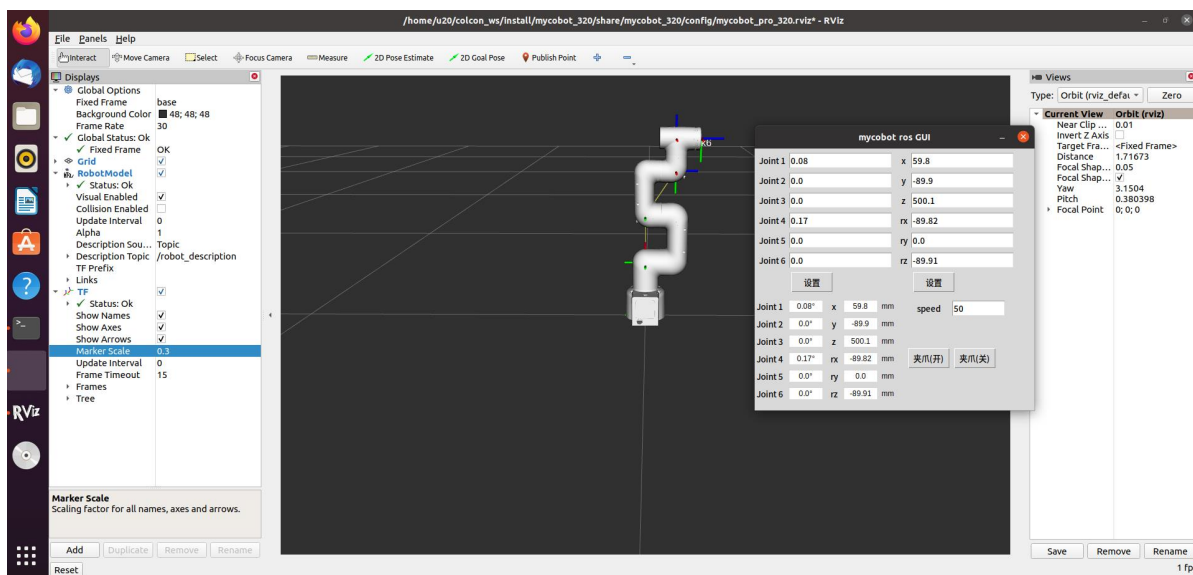 /home/u20/colcon_ws/install/mycobot_320/share/mycobot_320/config/mycobot_pro_320.rviz* - RViz
File Panels Help
Interact Move Camera Select Focus Camera Measure 2D Pose Estimate 2D Goal Pose Publish Point
Displays
Global Options
Fixed Frame base
Background Color 48; 48; 48
Frame Rate 30
Global Status: Ok
Fixed Frame OK
Grid
RobotModel
Status: Ok
Visual Enabled
Collision Enabled
Update Interval 0
Alpha 1
Description Sou... Topic
Description Topic /robot_description
TF Prefix
Links
TF
Status: Ok
Show Names
Show Axes
Show Arrows
Marker Scale 0.3
Update Interval 0
Frame Timeout 15
Frames
Tree
Marker Scale
Scaling factor for all names, axes and arrows.
Add Duplicate Remove Rename
Reset
RViz
mycobot ros GUI
Joint 1 0.08 x 59.8
Joint 2 0.0 y -89.9
Joint 3 0.0 z 500.1
Joint 4 0.17 rx -89.82
Joint 5 0.0 ry 0.0
Joint 6 0.0 rz -89.91
设置 设置
Joint 1 0.08° x 59.8 mm speed 50
Joint 2 0.0° y -89.9 mm
Joint 3 0.0° z 500.1 mm
Joint 4 0.17° rx -89.82 mm 夹爪(开) 夹爪(关)
Joint 5 0.0° ry 0.0 mm
Joint 6 0.0° rz -89.91 mm
Views
Type: Orbit (rviz_defau Zero
Current View Orbit (rviz)
Near Clip ... 0.01
Invert Z Axis
Target Fra... <Fixed Frame>
Distance 1.71673
Focal Shap... 0.05
Focal Shap...
Yaw 3.1504
Pitch 0.380398
Focal Point 0; 0; 0
Save Remove Rename
1 fp